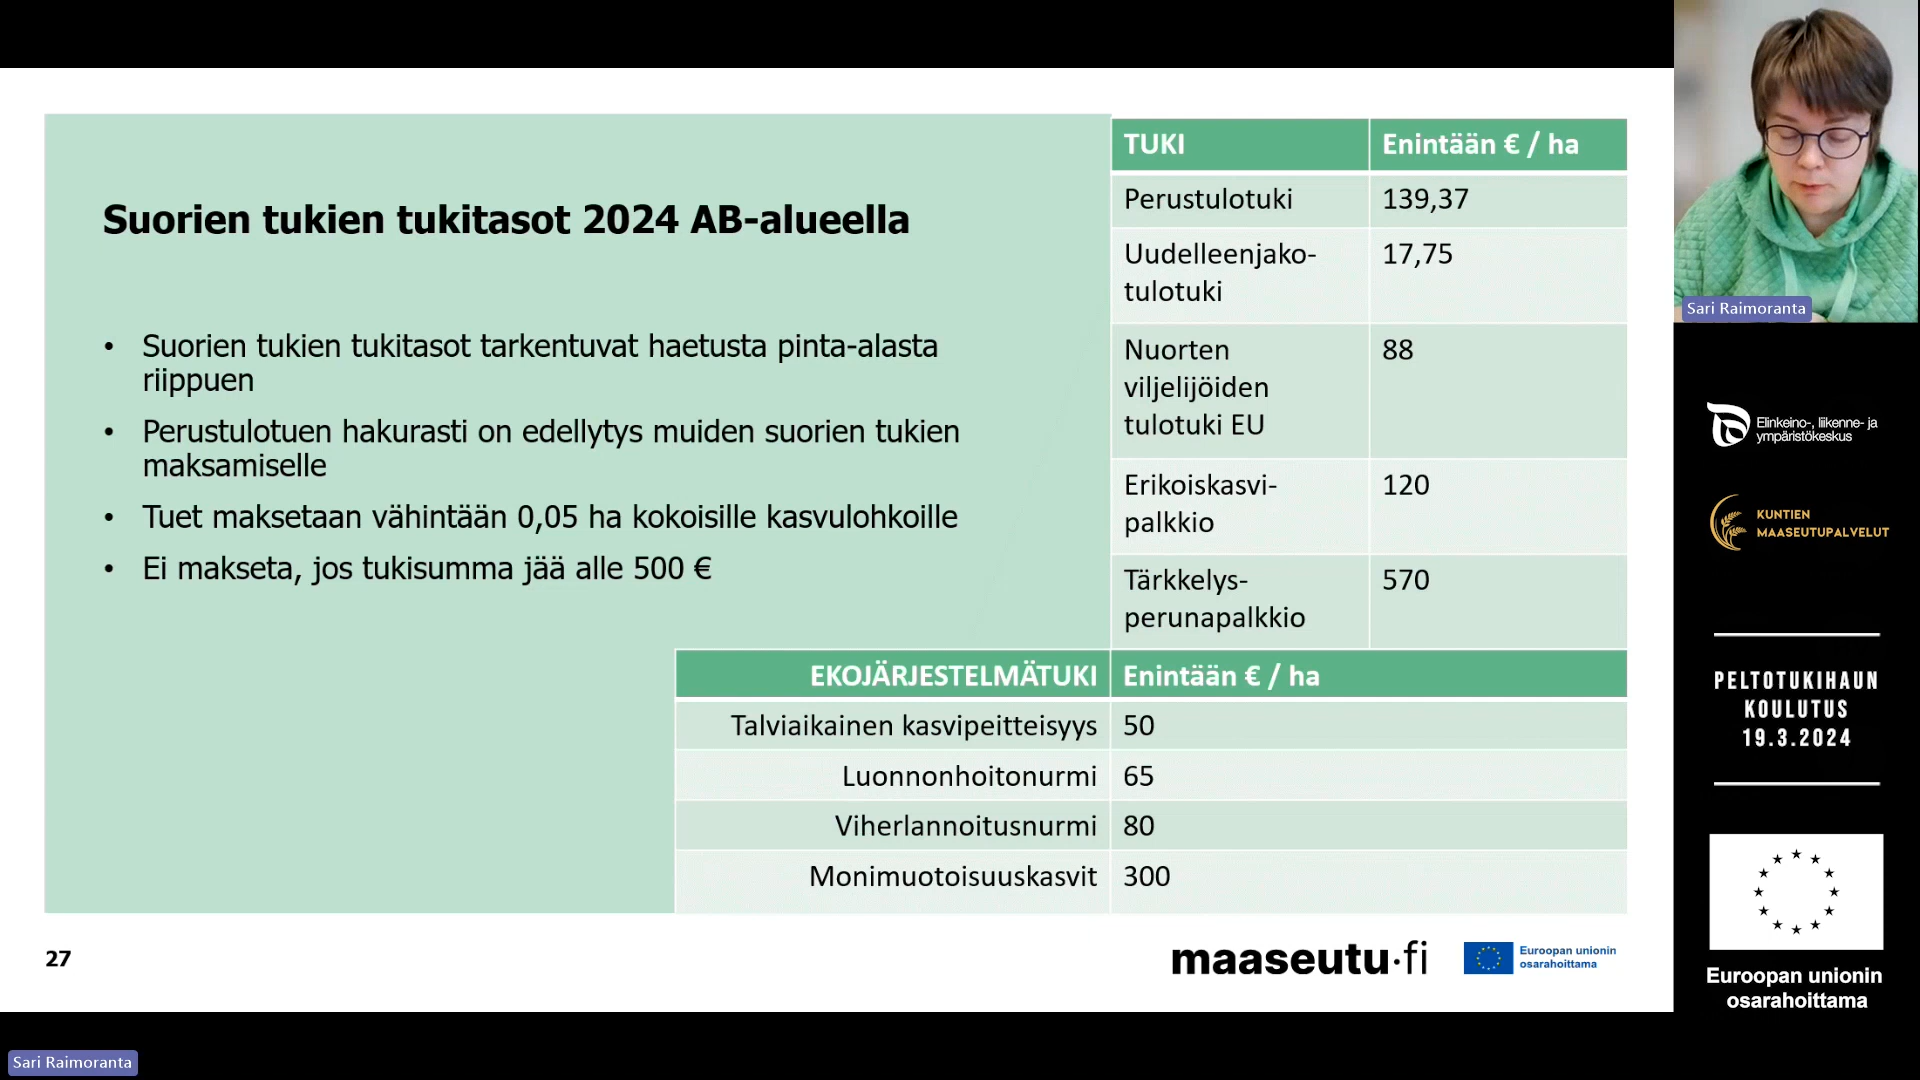 Suorien tukien tukitasot 2024 AB-alueella
• Suorien tukien tukitasot tarkentuvat haetusta pinta-alasta
riippuen
• Perustulotuen hakurasti on edellytys muiden suorien tukien
maksamiselle
• Tuet maksetaan vähintään 0,05 ha kokoisille kasvulohkoille
• Ei makseta, jos tukisumma jää alle 500 €
TUKI Enintään € / ha
Perustulotuki 139,37
Uudelleenjako- 17,75
tulotuki
Nuorten 88
viljelijöiden
tulotuki EU
Erikoiskasvi- 120
palkkio
Tärkkelys- 570
perunapalkkio
EKOJÄRJESTELMÄTUKI Enintään € / ha
Talviaikainen kasvipeitteisyys 50
Luonnonhoitonurmi 65
Viherlannoitusnurmi 80
Monimuotoisuuskasvit 300
27
maaseutu.fi
Euroopan unionin
osarahoittama
Sari Raimoranta
Elinkeino-, liikenne- ja
ympäristökeskus
KUNTIEN
MAASEUTUPALVELUT
PELTOTUKIHAUN
KOULUTUS
19.3.2024
Euroopan unionin
osarahoittama
Sari Raimoranta